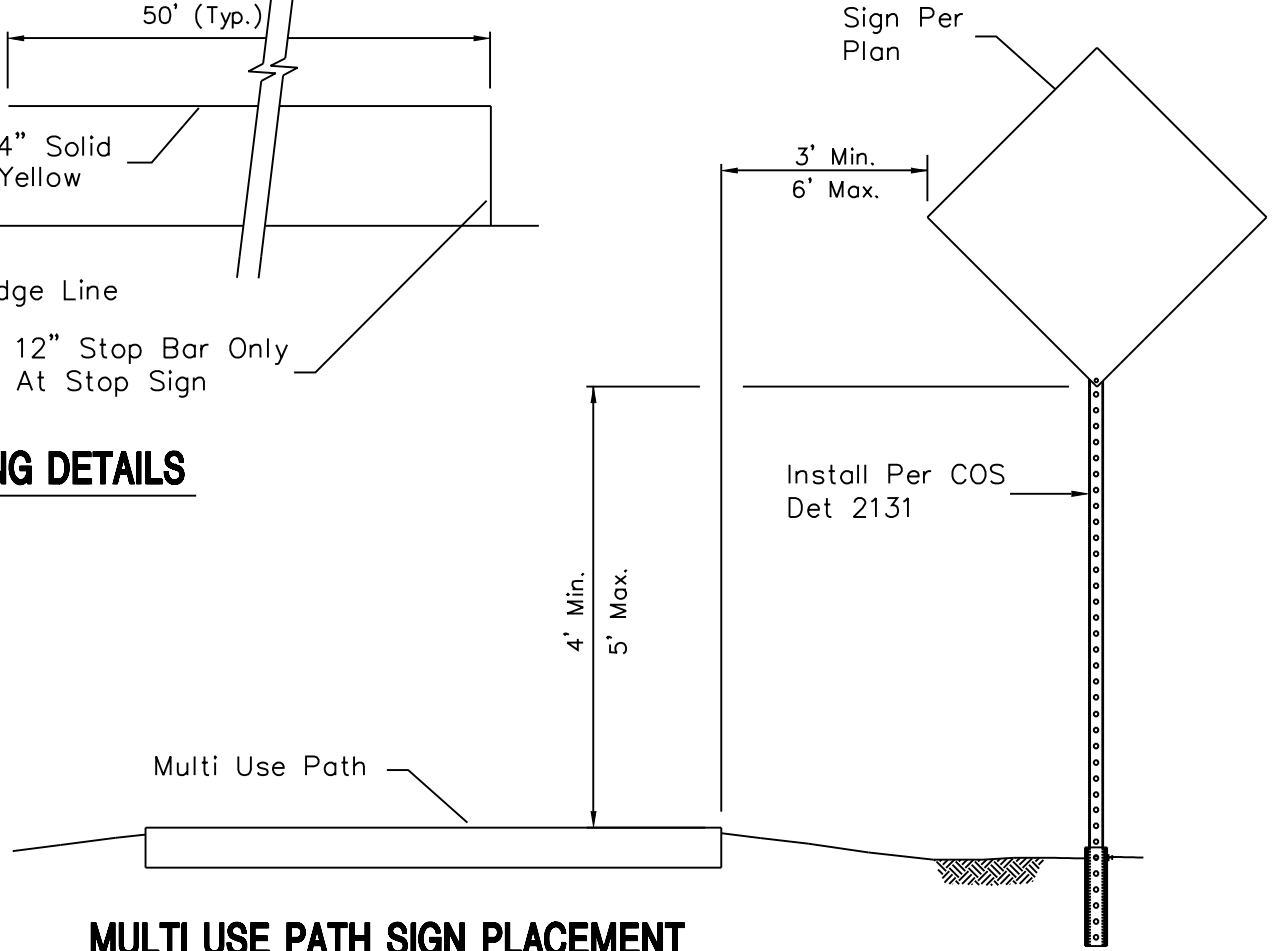 50' (Typ.)
4" Solid
Yellow
dge Line
12" Stop Bar Only
At Stop Sign
NG DETAILS
Sign Per
Plan
3' Min.
6' Max.
Install Per COS
Det 2131
4' Min.
5' Max.
Multi Use Path
MULTI USE PATH SIGN PLACEMENT